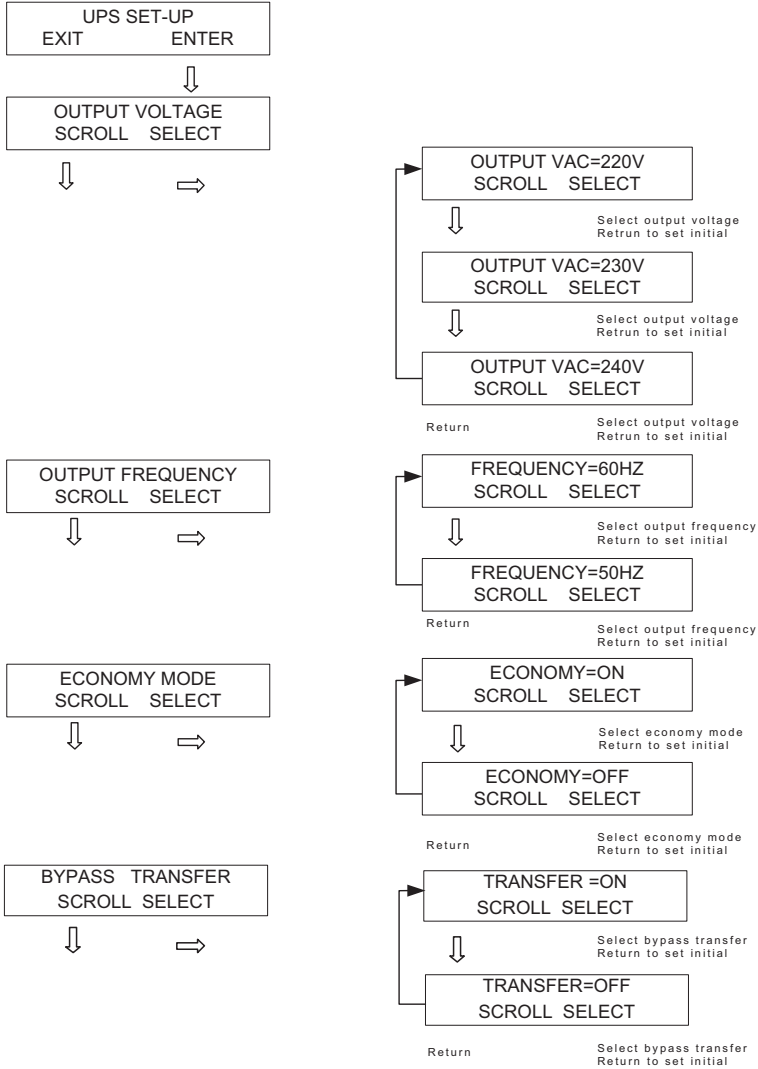 UPS SET-UP
EXIT ENTER
OUTPUT VOLTAGE
SCROLL SELECT
OUTPUT VAC=220V
SCROLL SELECT
Select output voltage
Retrun to set initial
OUTPUT VAC=230V
SCROLL SELECT
Select output voltage
Retrun to set initial
OUTPUT VAC=240V
SCROLL SELECT
Return
Select output voltage
Retrun to set initial
OUTPUT FREQUENCY
SCROLL SELECT
FREQUENCY=60HZ
SCROLL SELECT
Select output frequency
Return to set initial
FREQUENCY=50HZ
SCROLL SELECT
Return
Select output frequency
Return to set initial
ECONOMY MODE
SCROLL SELECT
ECONOMY=ON
SCROLL SELECT
Select economy mode
Return to set initial
ECONOMY=OFF
SCROLL SELECT
Return
Select economy mode
Return to set initial
BYPASS TRANSFER
SCROLL SELECT
TRANSFER =ON
SCROLL SELECT
Select bypass transfer
Return to set initial
TRANSFER=OFF
SCROLL SELECT
Return
Select bypass transfer
Return to set initial